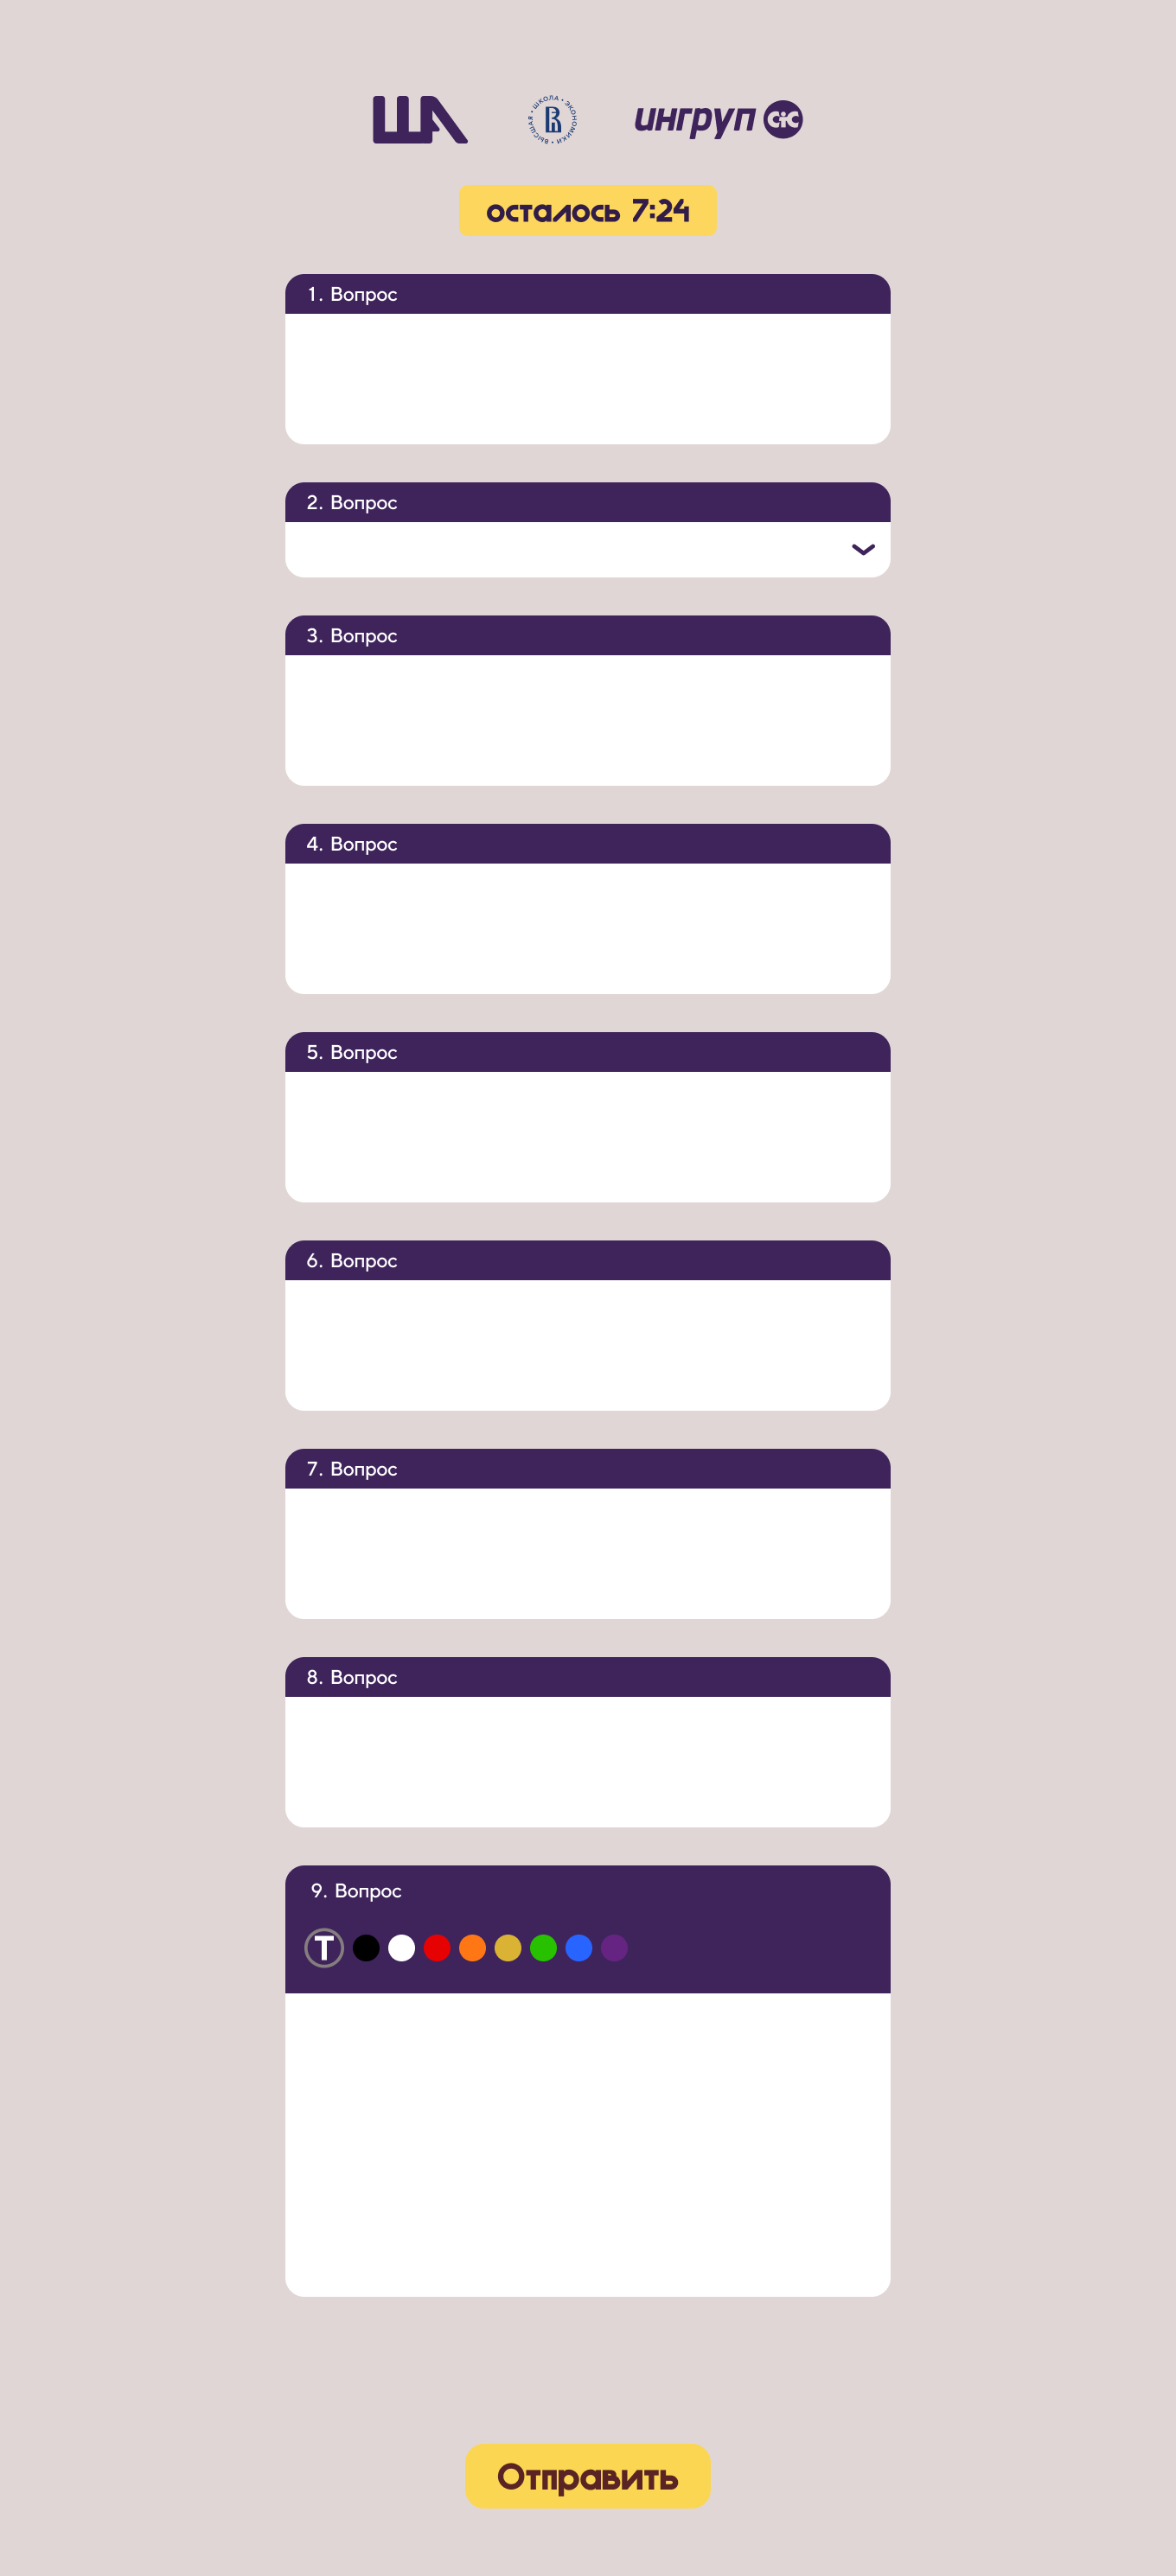 ША
ВЫСШАЯ • ШКОЛА • ЭКОНОМИКИ •
ингруп сис
осталось 7:24
1. Вопрос
2. Вопрос
3. Вопрос
4. Вопрос
5. Вопрос
6. Вопрос
7. Вопрос
8. Вопрос
9. Вопрос
T
Отправить